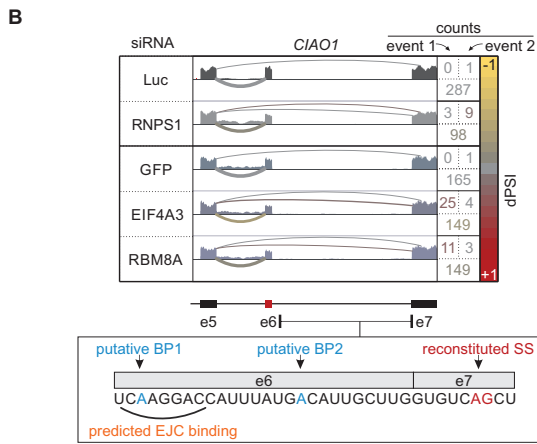 B
siRNA CIAO1 counts
event 1 event 2
Luc 0 1 -1
287
RNPS1 3 9
98
GFP 0 1
165
dPSI
EIF4A3 25 4
149
RBM8A 11 3
149 +1
e5 e6 e7
putative BP1 putative BP2 reconstituted SS
e6 e7
UCAAGGACCAUUUAUGACAUUGCUUGGUGUCAGCU
predicted EJC binding